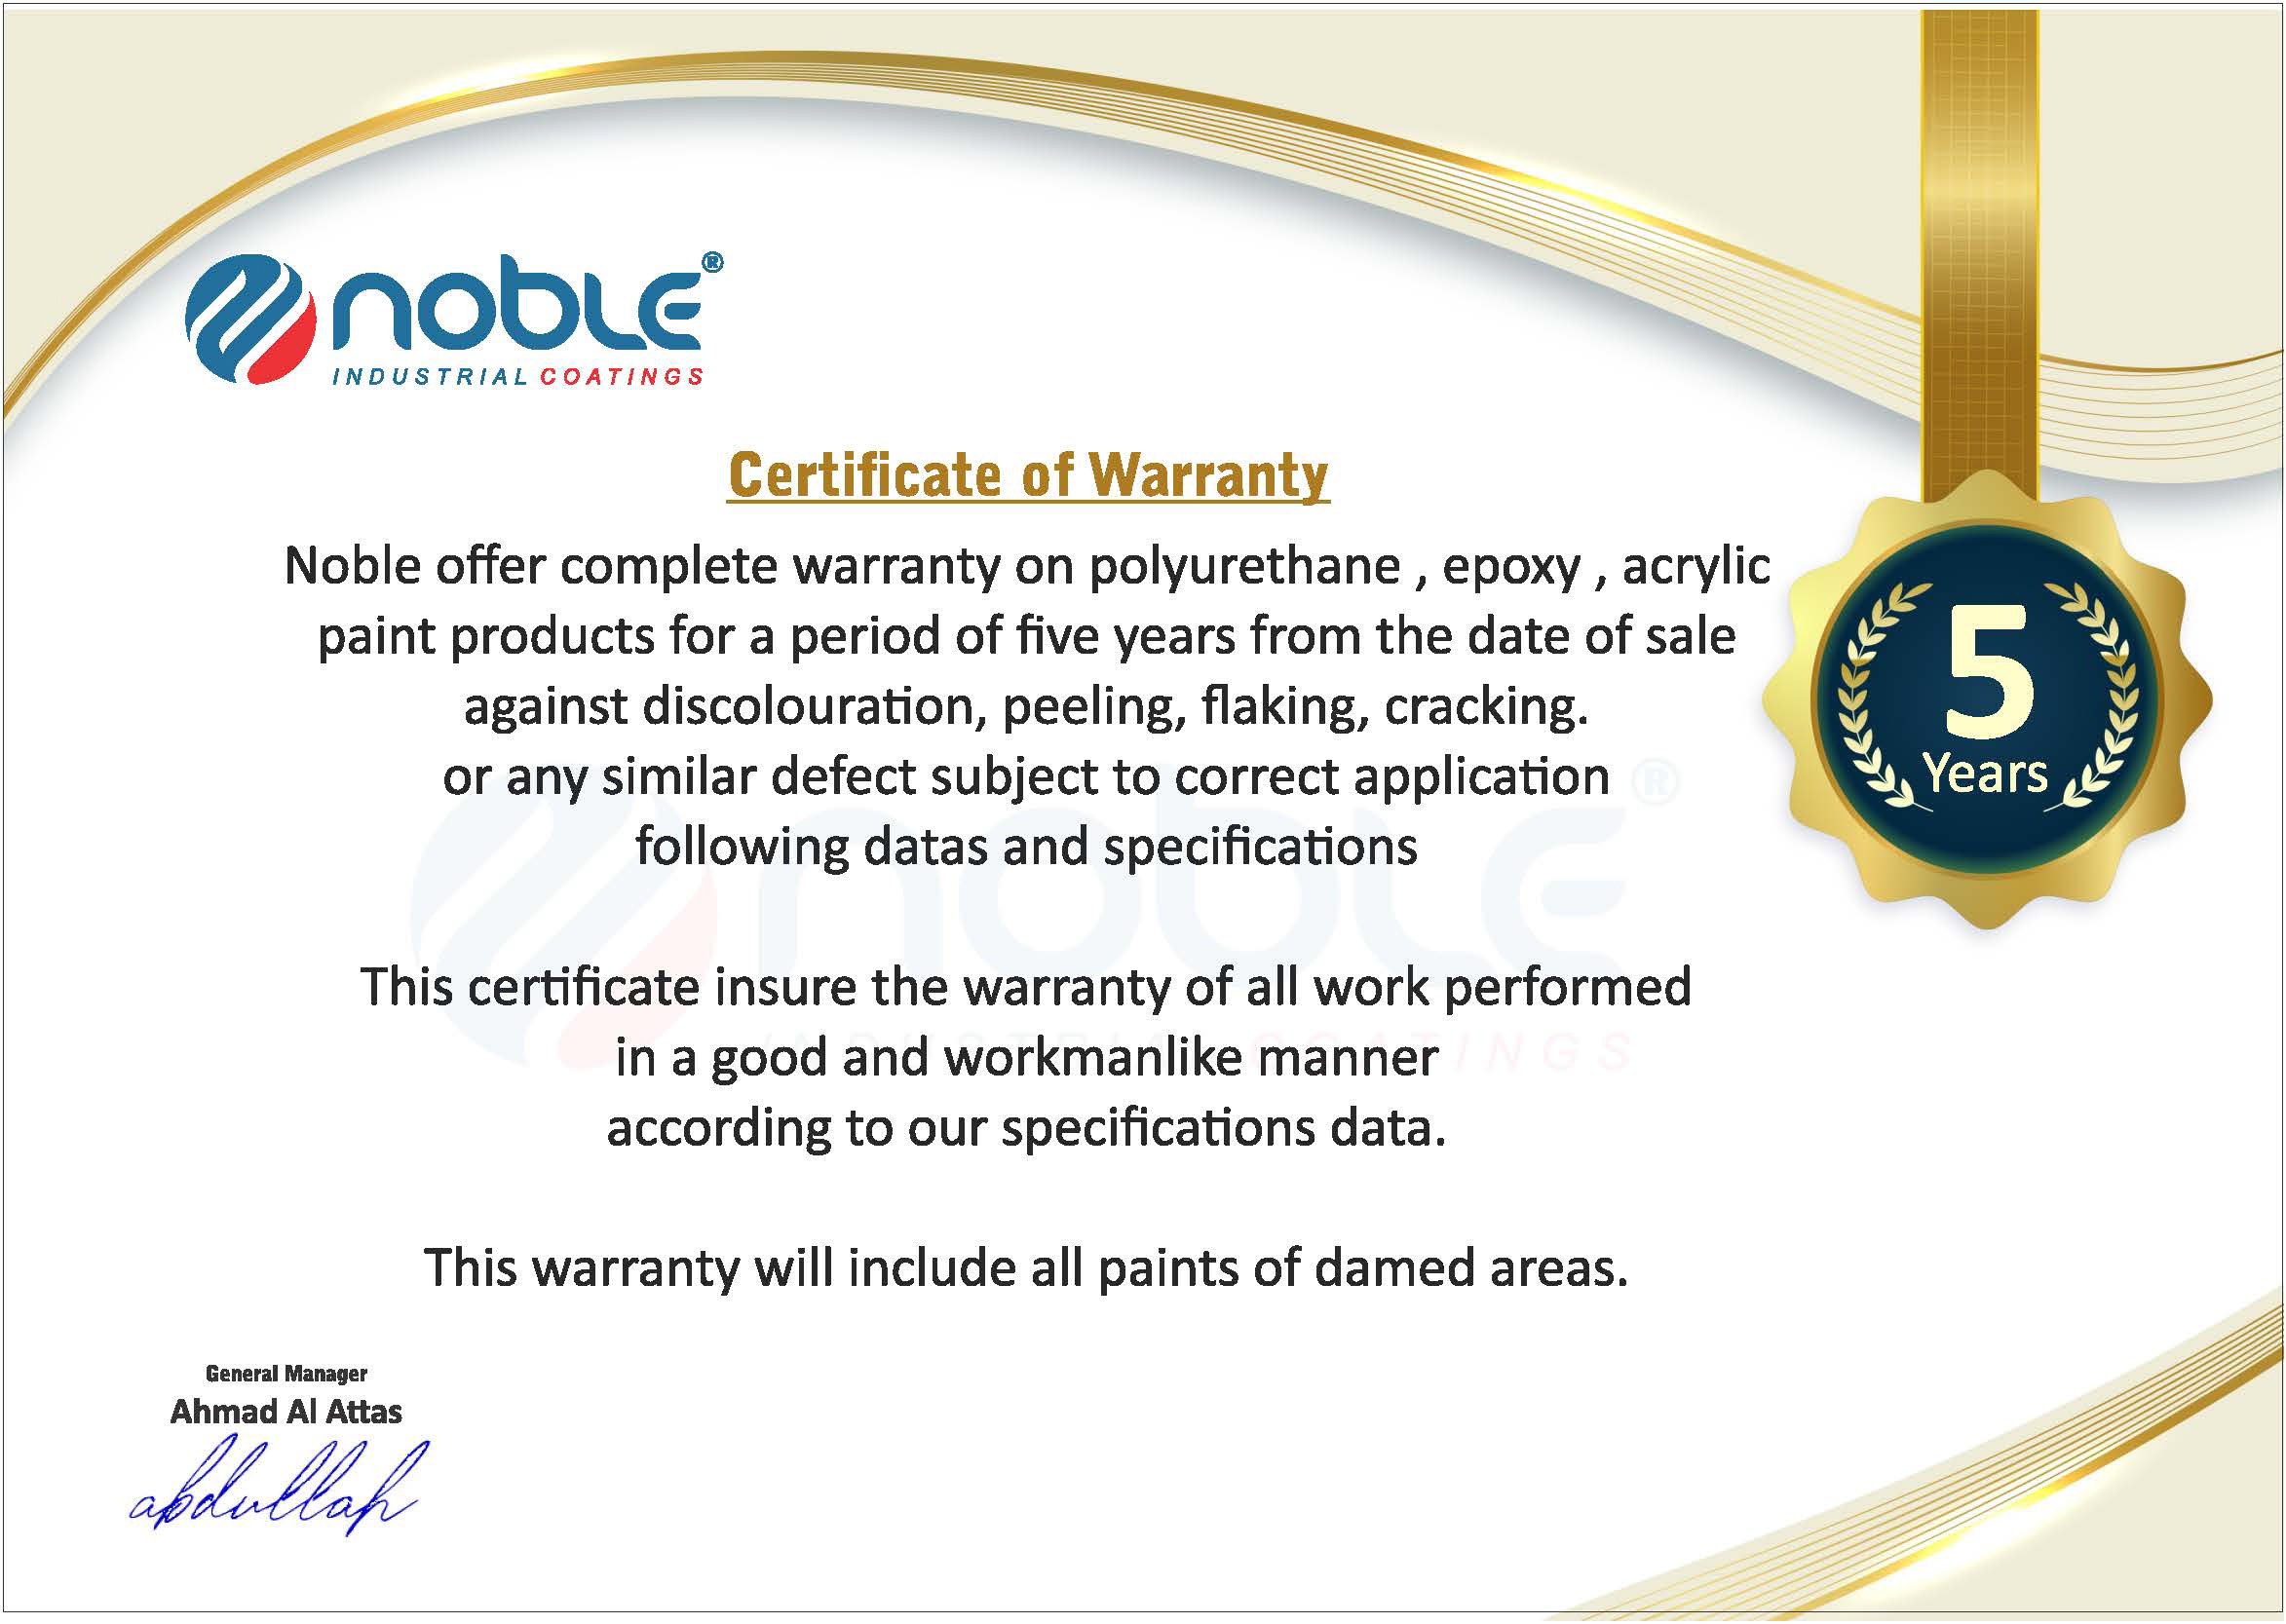 noble®
INDUSTRIAL COATINGS
Certificate of Warranty
Noble offer complete warranty on polyurethane , epoxy , acrylic
paint products for a period of five years from the date of sale
against discolouration, peeling, flaking, cracking.
or any similar defect subject to correct application
following datas and specifications
This certificate insure the warranty of all work performed
in a good and workmanlike manner
according to our specifications data.
This warranty will include all paints of damed areas.
5
Years
noble®
INDUSTRIAL COATINGS
General Manager
Ahmad Al Attas
abdullah